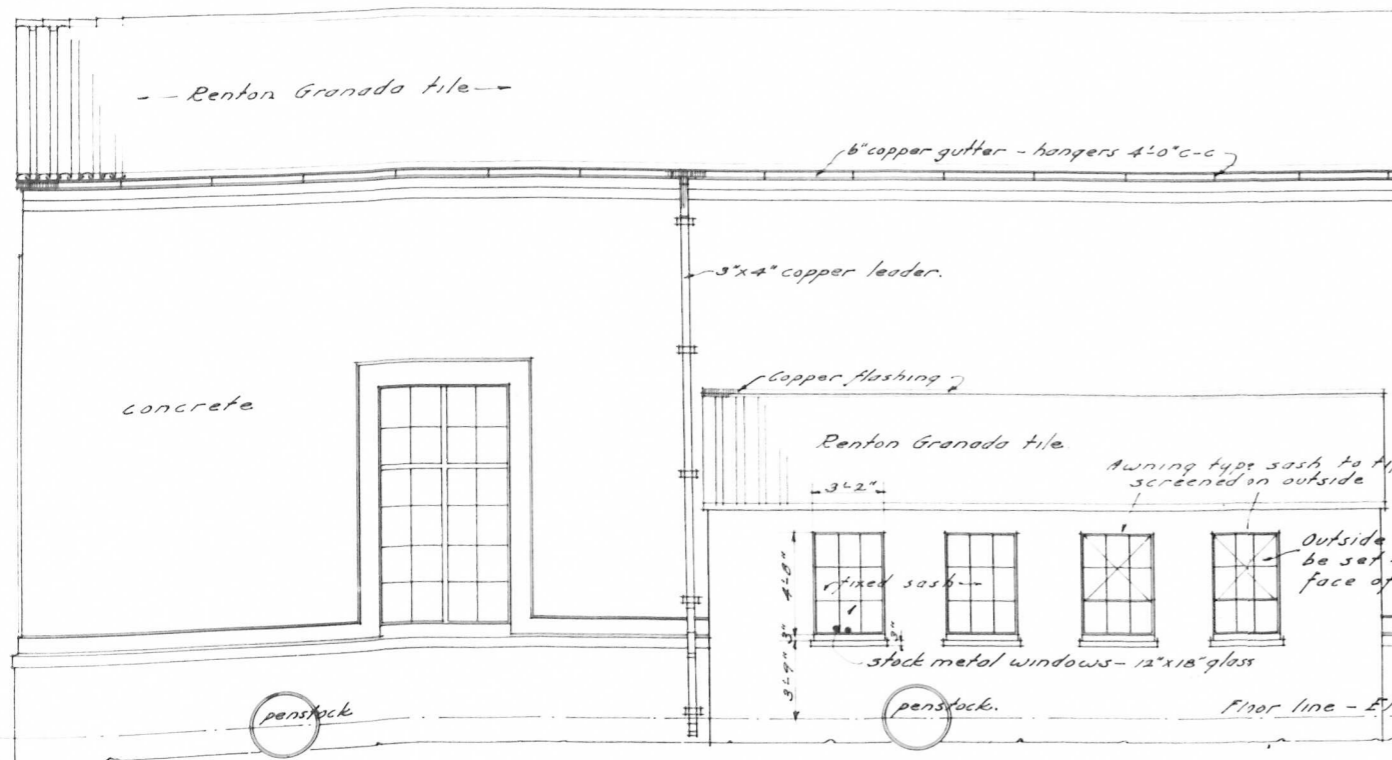 Renton Granada tile
6" copper gutter - hangers 4'-0" c-c
3"x4" copper leader.
concrete
Copper flashing
Renton Granada tile
Awning type sash to
screened on outside
3'-2"
Outside
be set
face of
4'-8"
fixed sash
3"
3"
stock metal windows - 12"x18" glass
3'-9"
penstock
penstock.
Floor line -